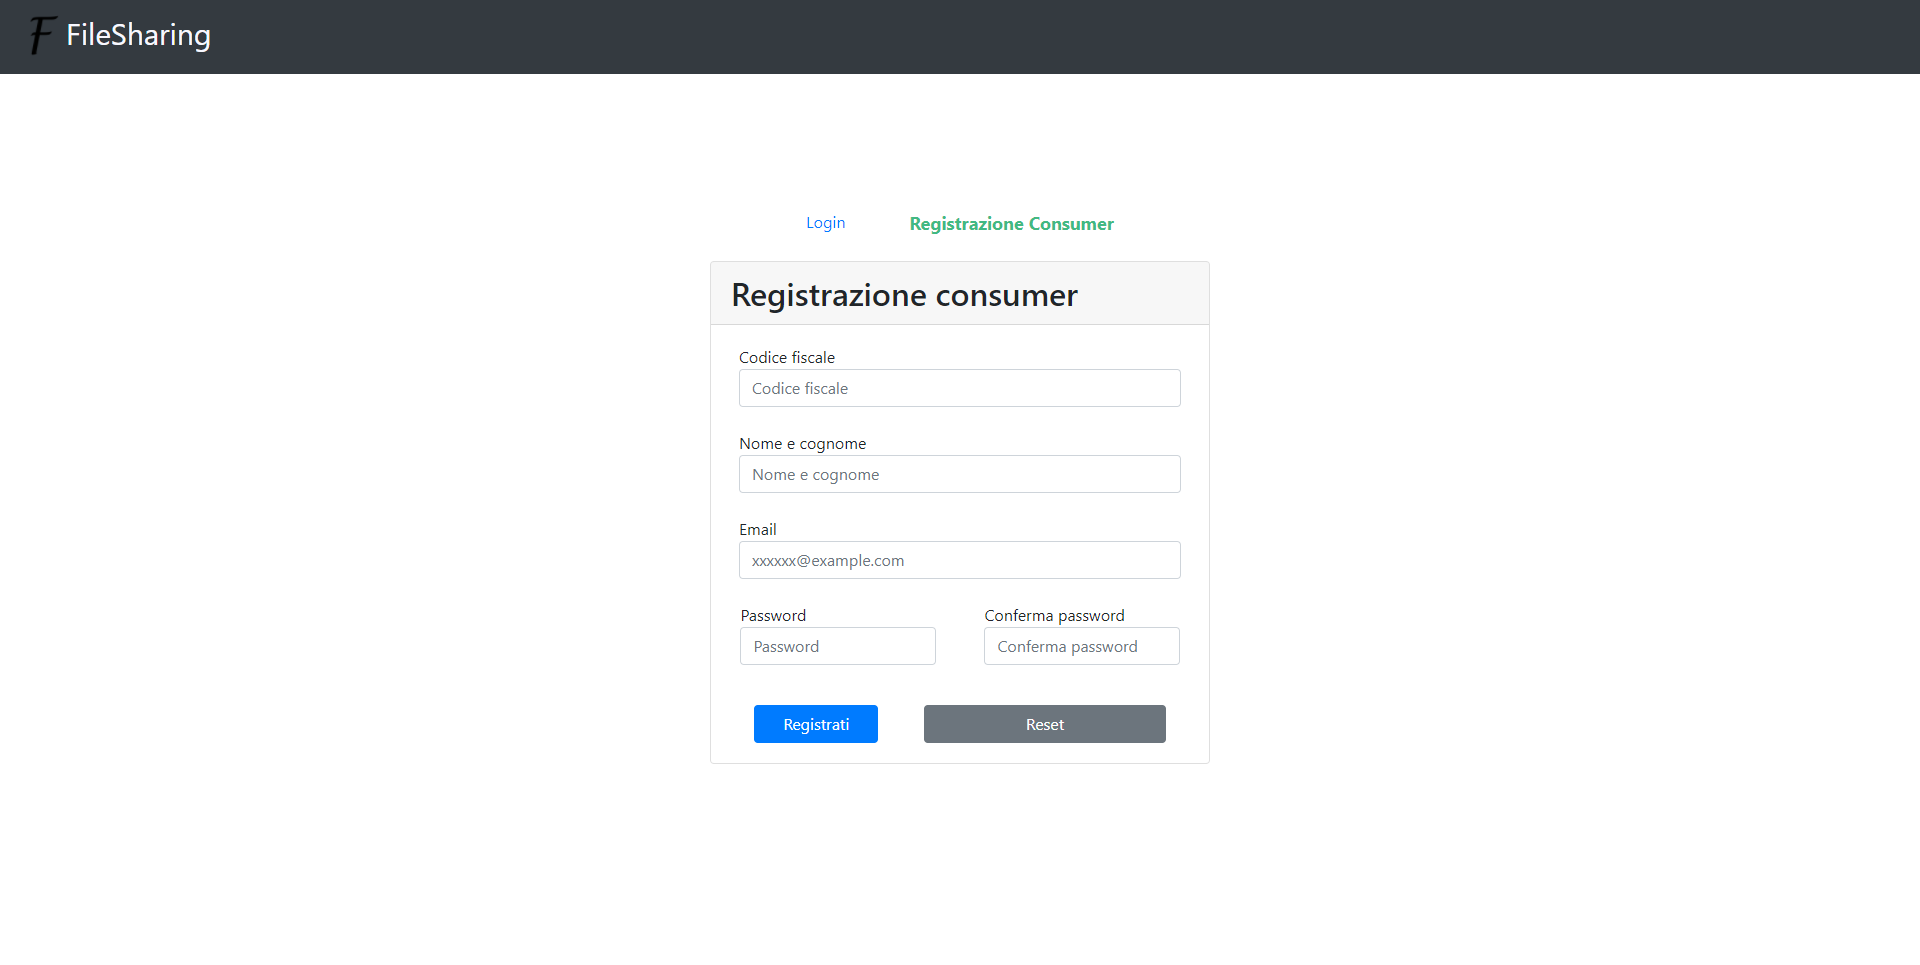 F FileSharing
Login Registrazione Consumer
Registrazione consumer
Codice fiscale
Codice fiscale
Nome e cognome
Nome e cognome
Email
xxxxxx@example.com
Password Conferma password
Password Conferma password
Registrati Reset